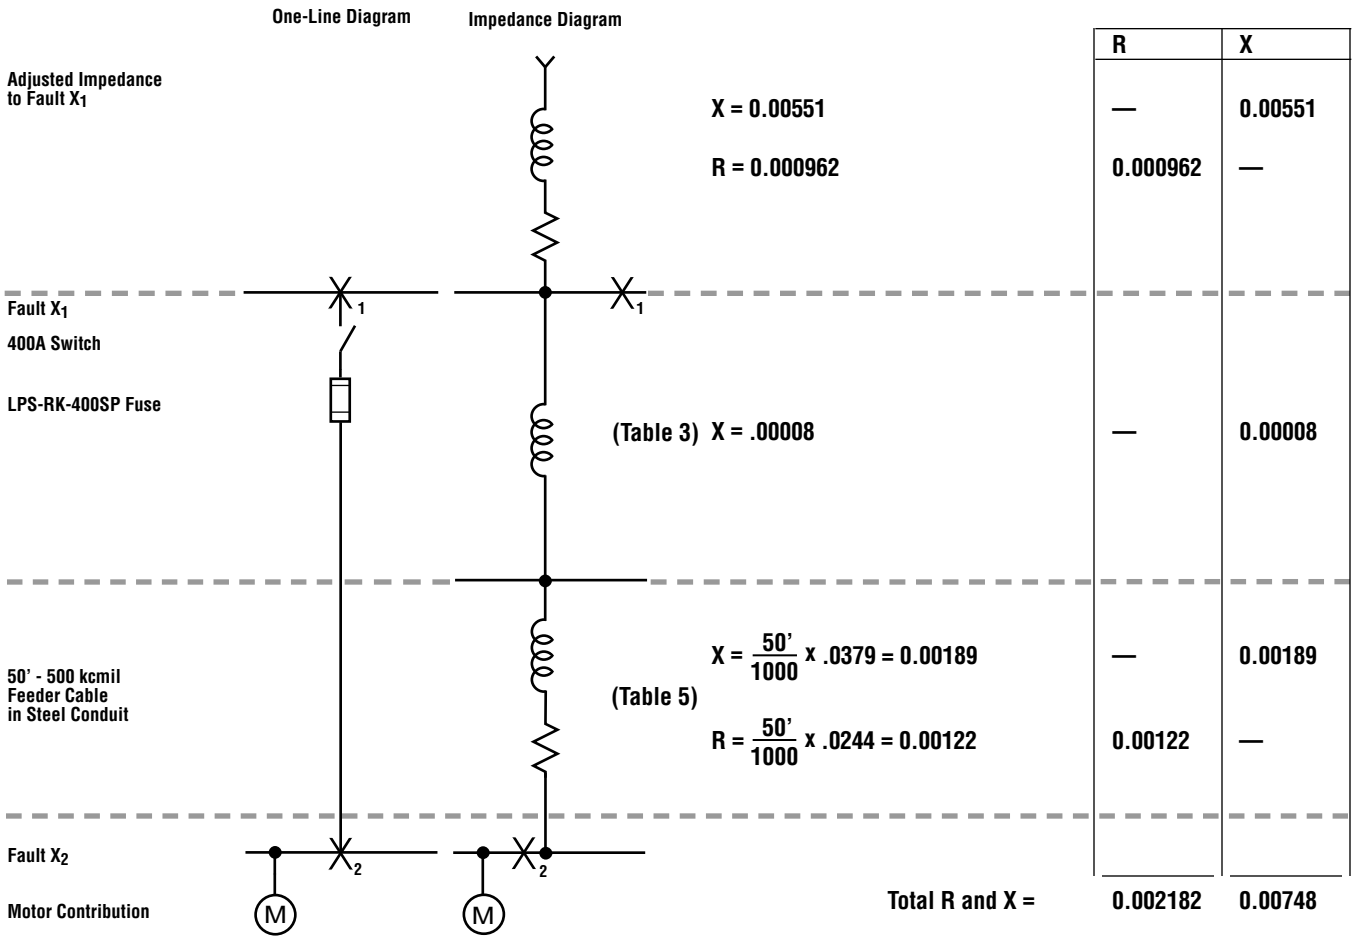 One-Line Diagram
Impedance Diagram
R
X
Adjusted Impedance
to Fault X1
X = 0.00551
—
0.00551
R = 0.000962
0.000962
—
Fault X1
1
1
400A Switch
LPS-RK-400SP Fuse
(Table 3) X = .00008
—
0.00008
50' - 500 kcmil
Feeder Cable
in Steel Conduit
(Table 5)
X = 50'/1000 x .0379 = 0.00189
—
0.00189
R = 50'/1000 x .0244 = 0.00122
0.00122
—
Fault X2
2
2
Motor Contribution
M
M
Total R and X =
0.002182
0.00748